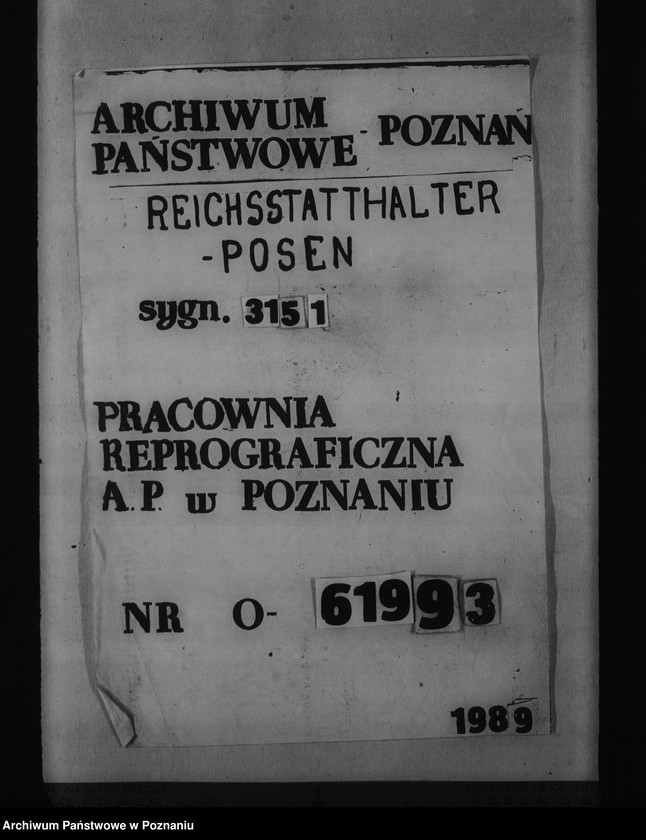 ARCHIWUM
PAŃSTWOWE - POZNAŃ
REICHSSTATTHALTER
-POSEN
sygn. 3151
PRACOWNIA
REPROGRAFICZNA
A.P. w POZNANIU
NR O- 61993
1989
Archiwum Państwowe w Poznaniu